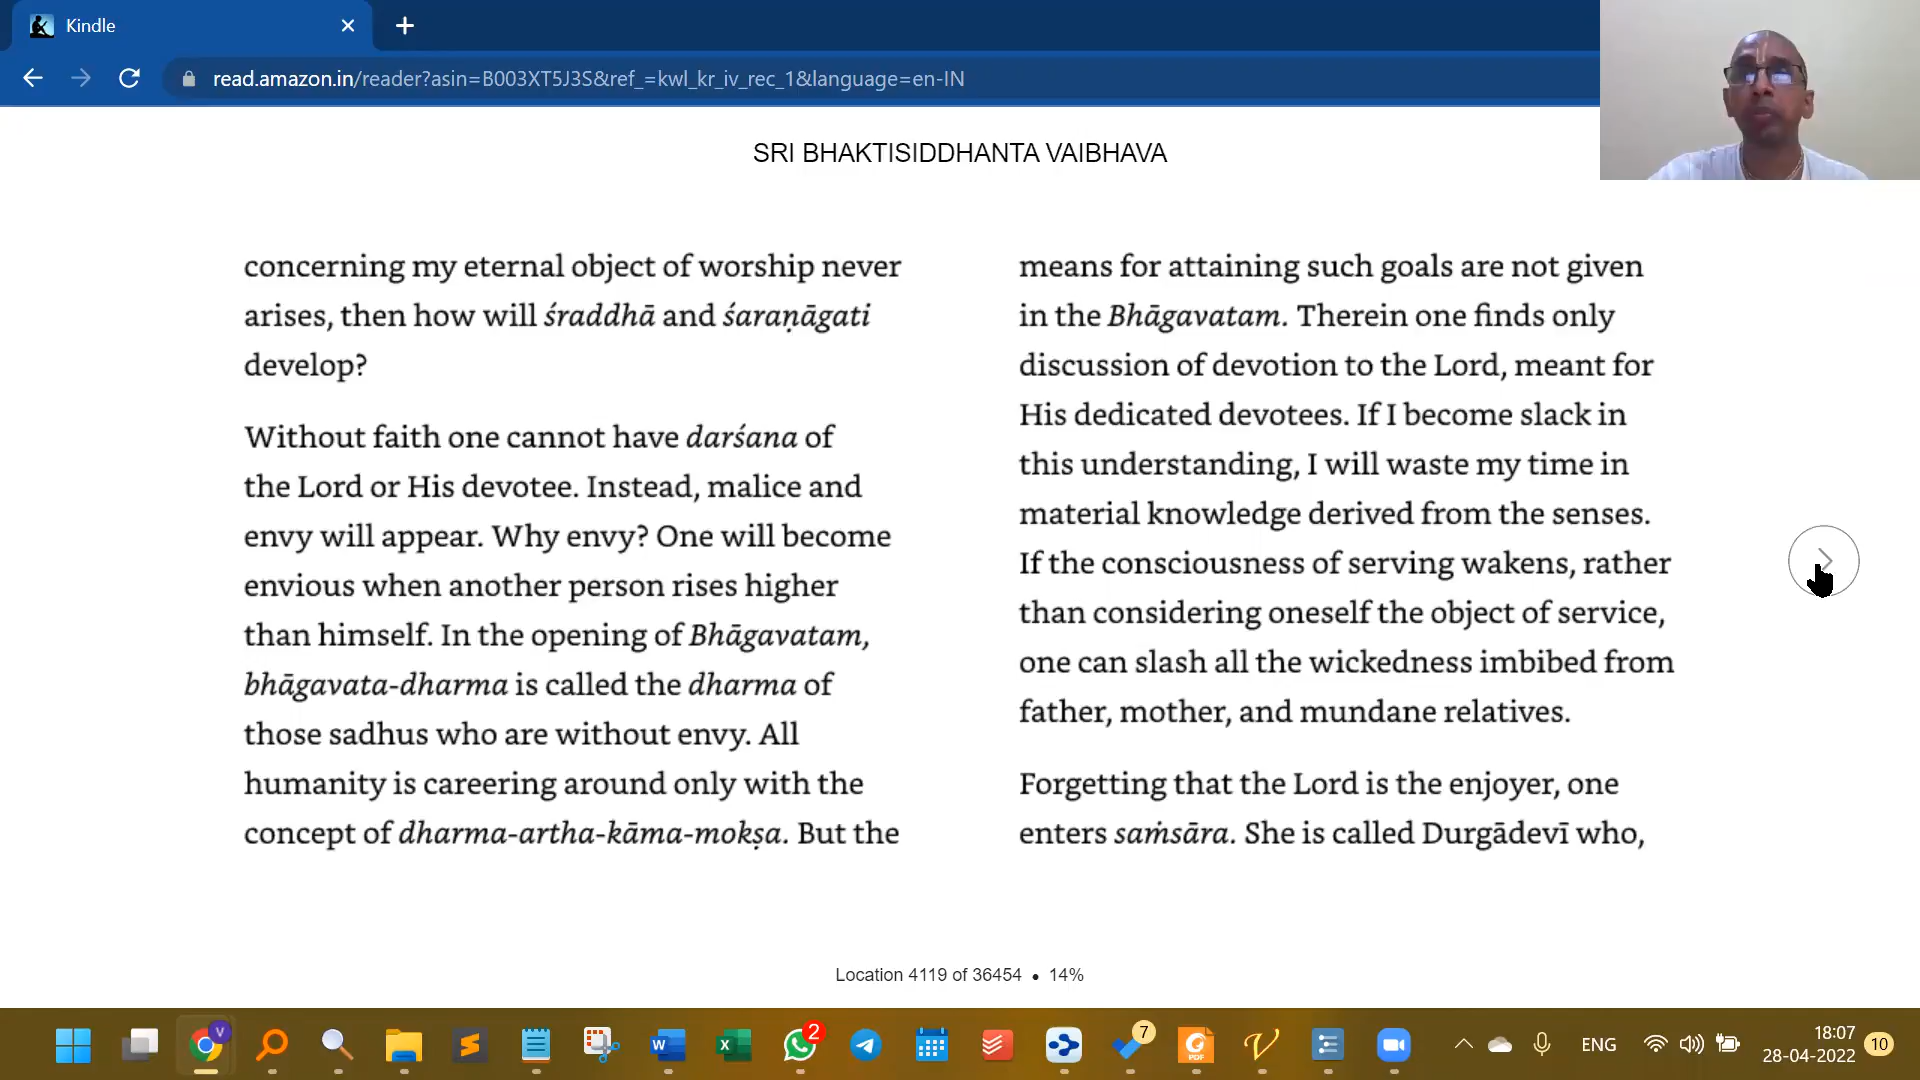 Kindle
read.amazon.in/reader?asin=B003XT5J3S&ref_=kwl_kr_iv_rec_1&language=en-IN
SRI BHAKTISIDDHANTA VAIBHAVA
concerning my eternal object of worship never
arises, then how will śraddhā and śaraṇāgati
develop?
Without faith one cannot have darśana of
the Lord or His devotee. Instead, malice and
envy will appear. Why envy? One will become
envious when another person rises higher
than himself. In the opening of Bhāgavatam,
bhāgavata-dharma is called the dharma of
those sadhus who are without envy. All
humanity is careering around only with the
concept of dharma-artha-kāma-mokṣa. But the
means for attaining such goals are not given
in the Bhāgavatam. Therein one finds only
discussion of devotion to the Lord, meant for
His dedicated devotees. If I become slack in
this understanding, I will waste my time in
material knowledge derived from the senses.
If the consciousness of serving wakens, rather
than considering oneself the object of service,
one can slash all the wickedness imbibed from
father, mother, and mundane relatives.
Forgetting that the Lord is the enjoyer, one
enters saṁsāra. She is called Durgādevī who,
Location 4119 of 36454 • 14%
V
W
X
2
7
PDF
V
ENG
18:07
28-04-2022
10